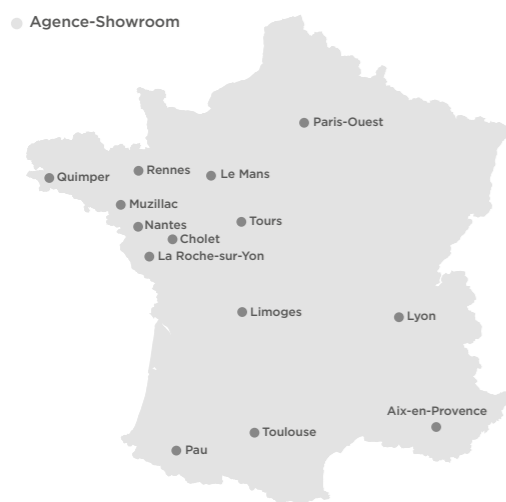 Agence-Showroom
Paris-Ouest
Rennes
Le Mans
Quimper
Muzillac
Tours
Nantes
Cholet
La Roche-sur-Yon
Limoges
Lyon
Aix-en-Provence
Toulouse
Pau